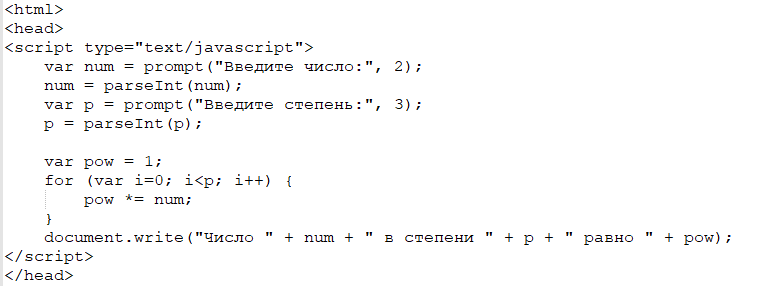 <html>
<head>
<script type="text/javascript">
    var num = prompt("Введите число:", 2);
    num = parseInt(num);
    var p = prompt("Введите степень:", 3);
    p = parseInt(p);

    var pow = 1;
    for (var i=0; i<p; i++) {
        pow *= num;
    }
    document.write("Число " + num + " в степени " + p + " равно " + pow);
</script>
</head>